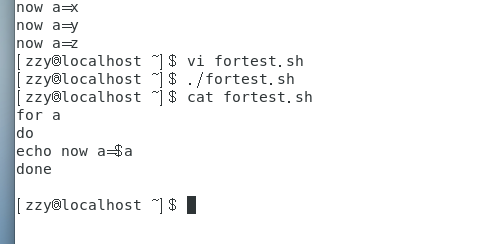 now a=x
now a=y
now a=z
[zzy@localhost ~]$ vi fortest.sh
[zzy@localhost ~]$ ./fortest.sh
[zzy@localhost ~]$ cat fortest.sh
for a
do
echo now a=$a
done
[zzy@localhost ~]$